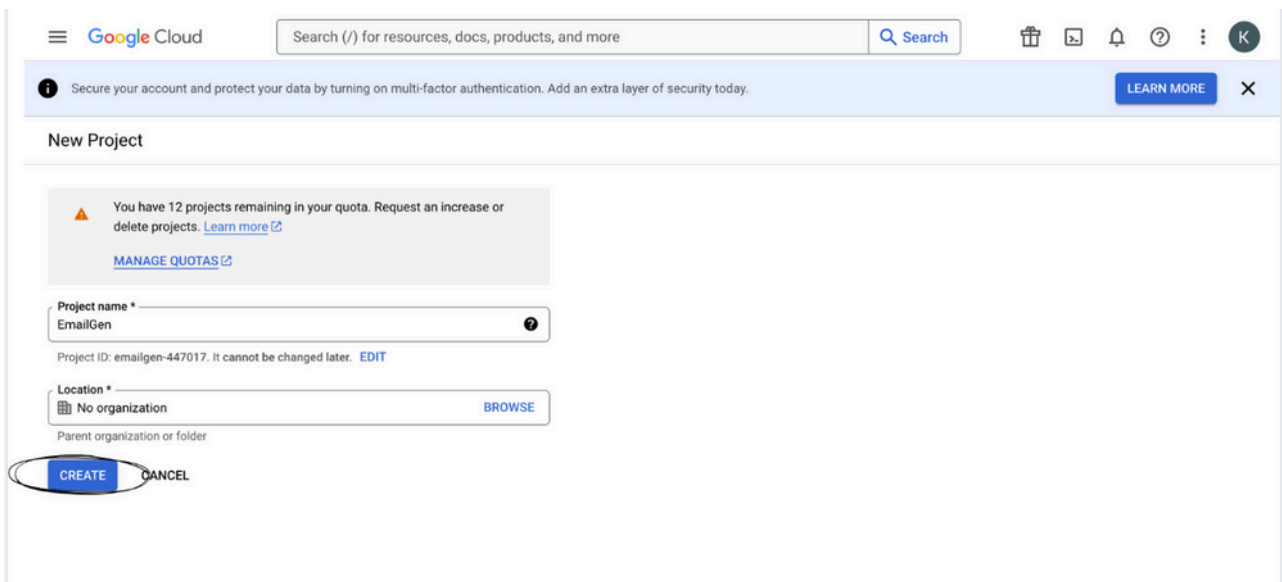 Google Cloud
Search (/) for resources, docs, products, and more
Search
K
Secure your account and protect your data by turning on multi-factor authentication. Add an extra layer of security today.
LEARN MORE
New Project
You have 12 projects remaining in your quota. Request an increase or
delete projects. Learn more
MANAGE QUOTAS
Project name *
EmailGen
Project ID: emailgen-447017. It cannot be changed later. EDIT
Location *
No organization
BROWSE
Parent organization or folder
CREATE
CANCEL